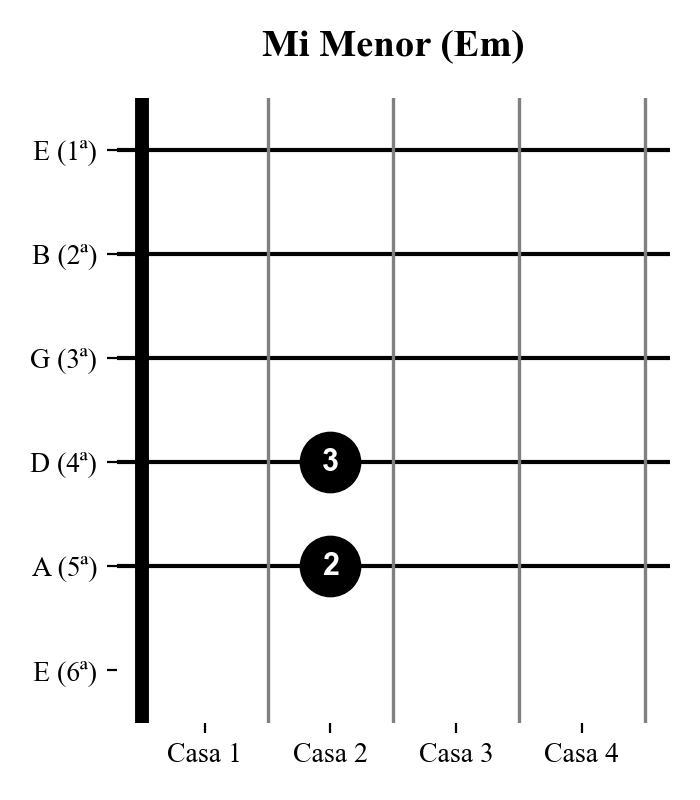 Mi Menor (Em)
E (1ª)
B (2ª)
G (3ª)
D (4ª)
3
A (5ª)
2
E (6ª)
Casa 1 Casa 2 Casa 3 Casa 4